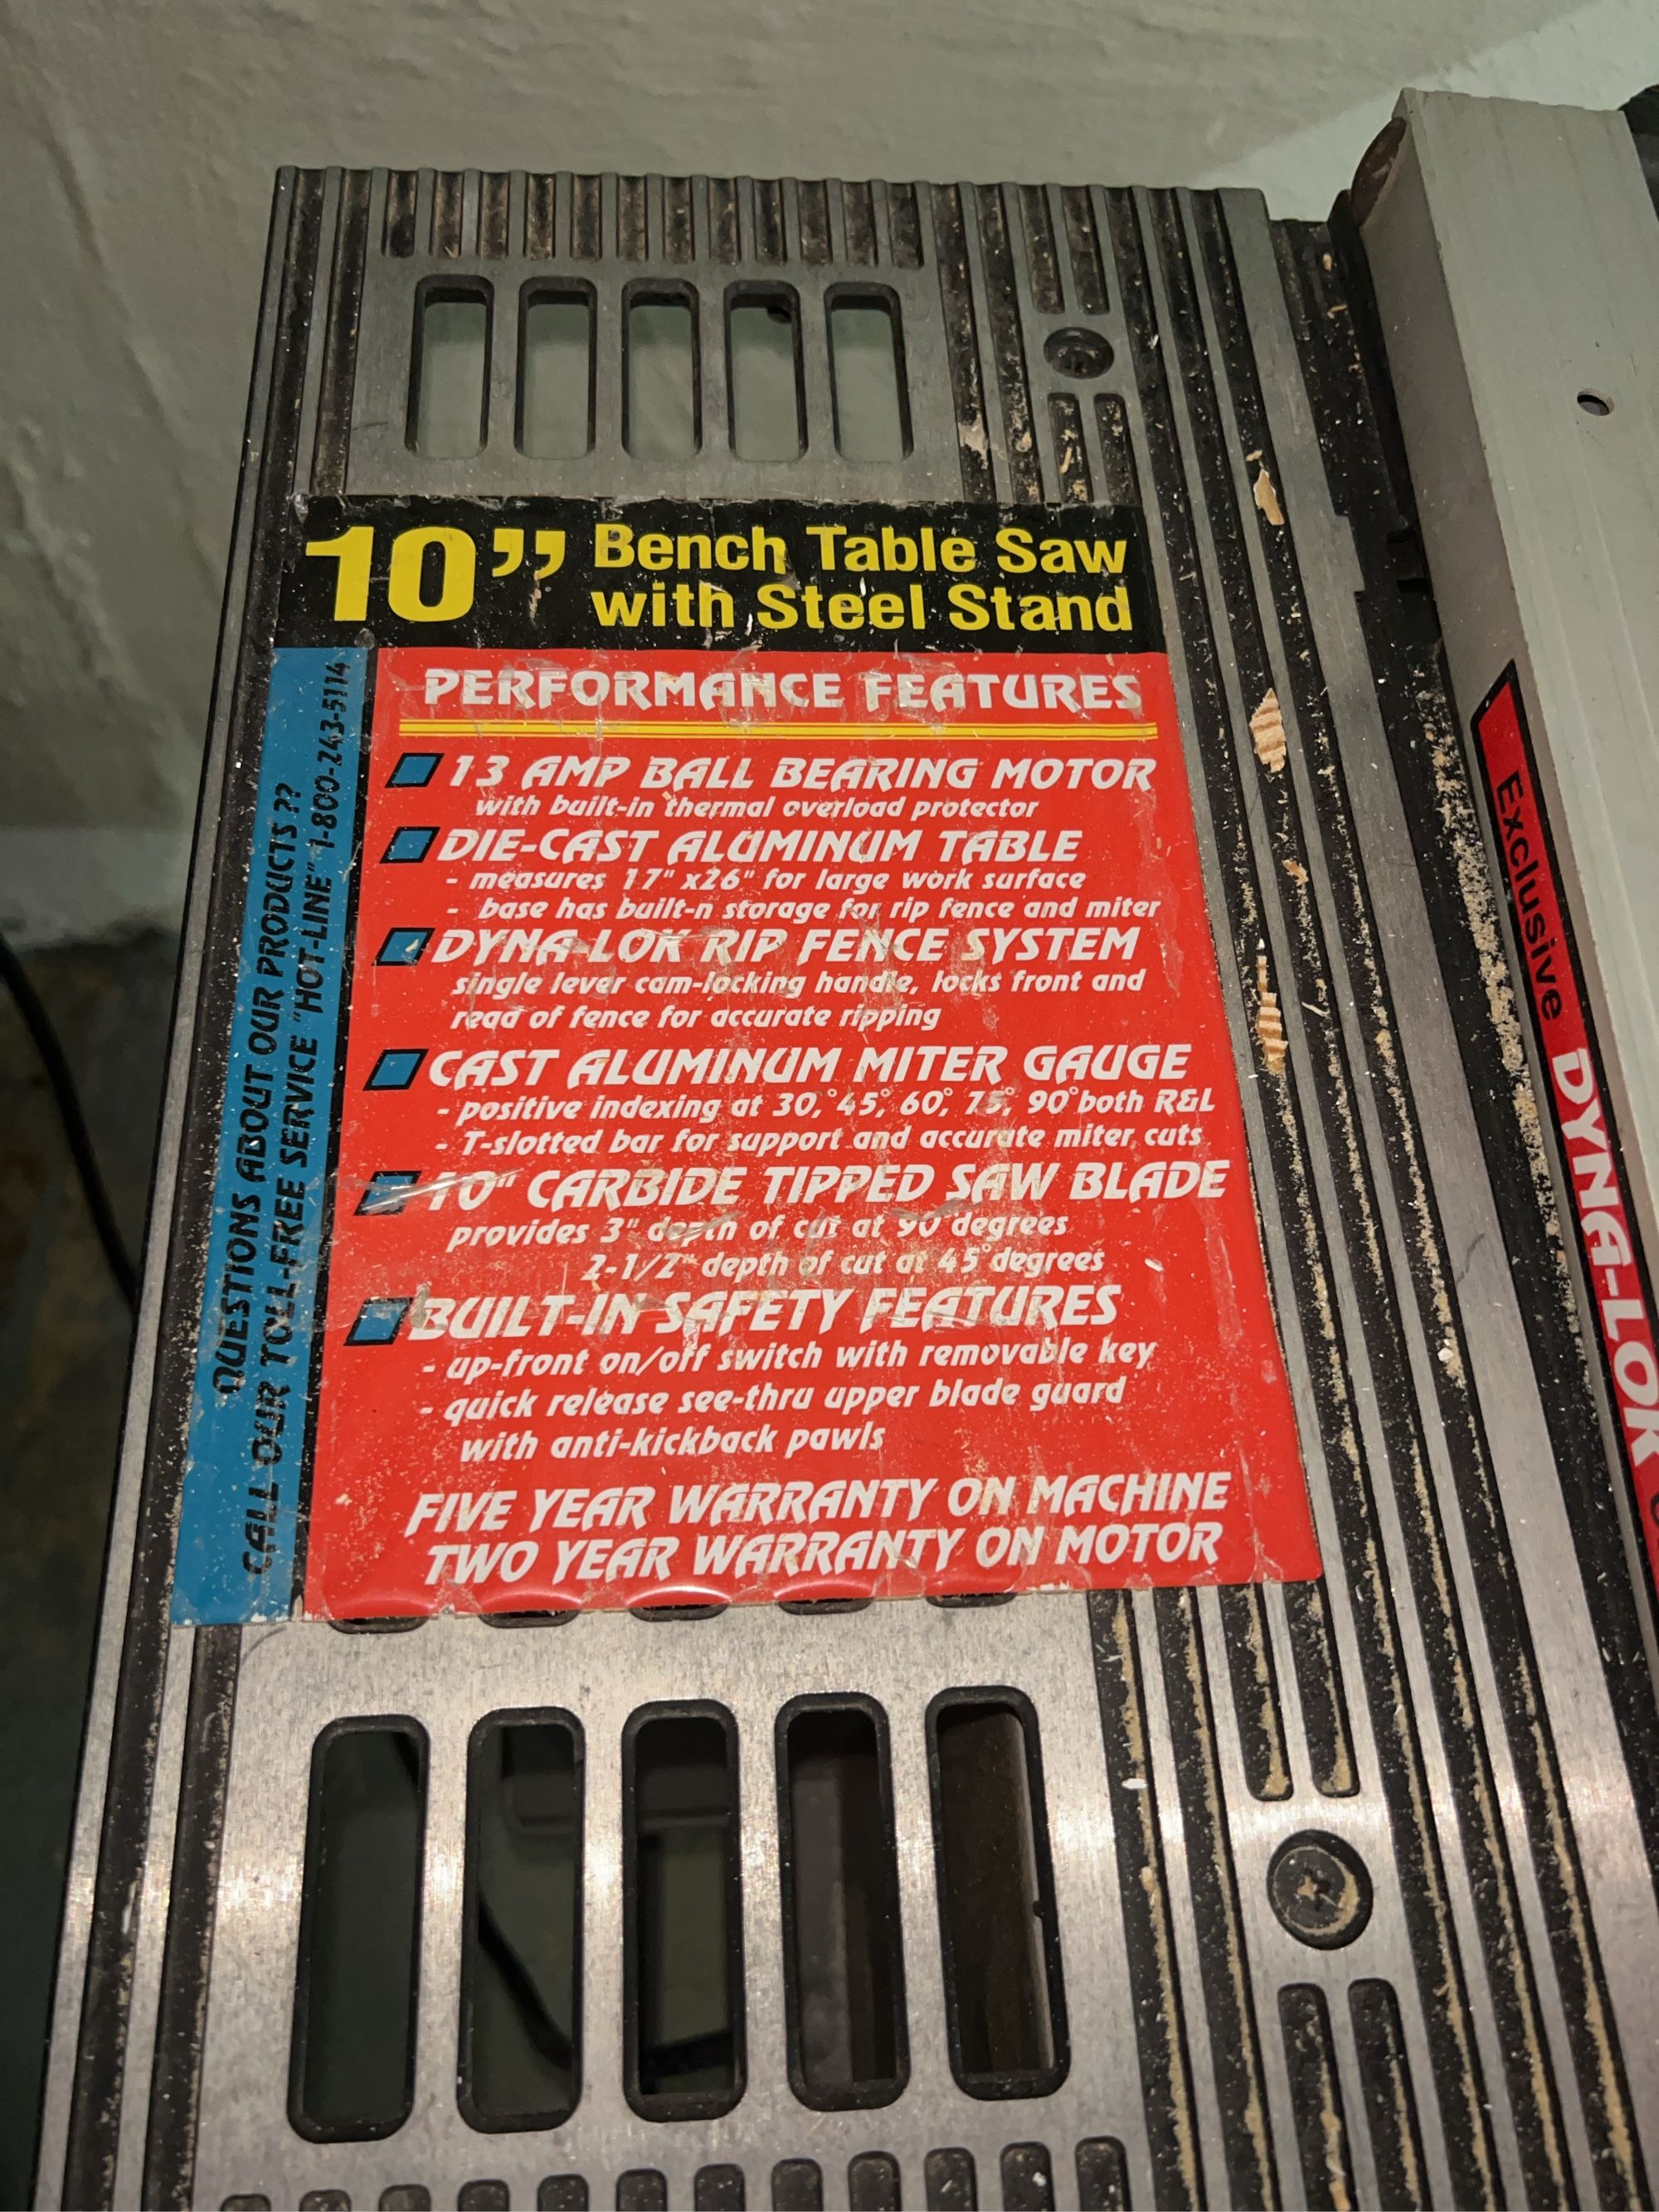 10” Bench Table Saw
with Steel Stand
QUESTIONS ABOUT OUR PRODUCTS ??
CALL OUR TOLL-FREE SERVICE "HOT-LINE" 1-800-243-5114
PERFORMANCE FEATURES
13 AMP BALL BEARING MOTOR
with built-in thermal overload protector
DIE-CAST ALUMINUM TABLE
- measures 17" x26" for large work surface
- base has built-n storage for rip fence and miter
DYNA-LOK RIP FENCE SYSTEM
single lever cam-locking handle, locks front and
read of fence for accurate ripping
CAST ALUMINUM MITER GAUGE
- positive indexing at 30,° 45°, 60°, 75°, 90° both R&L
- T-slotted bar for support and accurate miter cuts
10" CARBIDE TIPPED SAW BLADE
provides 3" depth of cut at 90 degrees
2-1/2" depth of cut at 45° degrees
BUILT-IN SAFETY FEATURES
- up-front on/off switch with removable key
- quick release see-thru upper blade guard
with anti-kickback pawls
FIVE YEAR WARRANTY ON MACHINE
TWO YEAR WARRANTY ON MOTOR
Exclusive DYNA-LOK